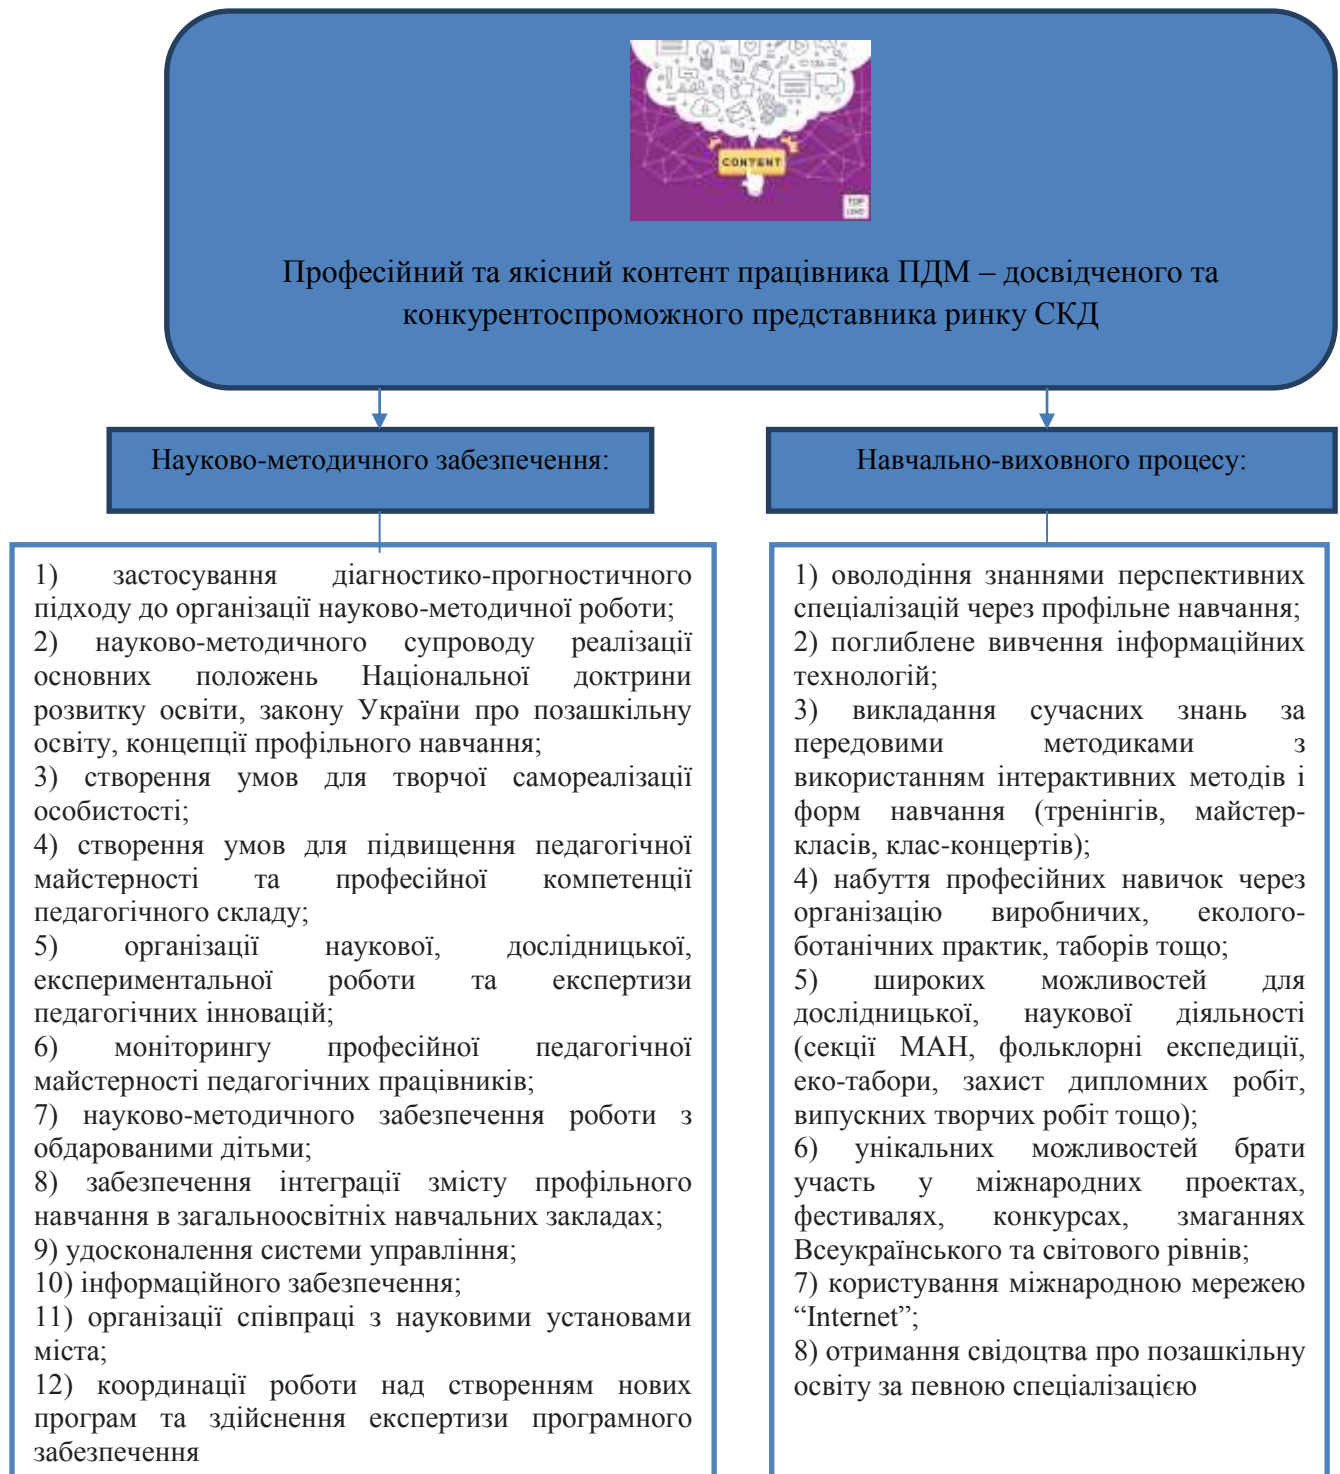 CONTENT
TOP
Професійний та якісний контент працівника ПДМ – досвідченого та
конкурентоспроможного представника ринку СКД
Науково-методичного забезпечення:
1) застосування діагностико-прогностичного
підходу до організації науково-методичної роботи;
2) науково-методичного супроводу реалізації
основних положень Національної доктрини
розвитку освіти, закону України про позашкільну
освіту, концепції профільного навчання;
3) створення умов для творчої самореалізації
особистості;
4) створення умов для підвищення педагогічної
майстерності та професійної компетенції
педагогічного складу;
5) організації наукової, дослідницької,
експериментальної роботи та експертизи
педагогічних інновацій;
6) моніторингу професійної педагогічної
майстерності педагогічних працівників;
7) науково-методичного забезпечення роботи з
обдарованими дітьми;
8) забезпечення інтеграції змісту профільного
навчання в загальноосвітніх навчальних закладах;
9) удосконалення системи управління;
10) інформаційного забезпечення;
11) організації співпраці з науковими установами
міста;
12) координації роботи над створенням нових
програм та здійснення експертизи програмного
забезпечення
Навчально-виховного процесу:
1) оволодіння знаннями перспективних
спеціалізацій через профільне навчання;
2) поглиблене вивчення інформаційних
технологій;
3) викладання сучасних знань за
передовими методиками з
використанням інтерактивних методів і
форм навчання (тренінгів, майстер-
класів, клас-концертів);
4) набуття професійних навичок через
організацію виробничих, еколого-
ботанічних практик, таборів тощо;
5) широких можливостей для
дослідницької, наукової діяльності
(секції МАН, фольклорні експедиції,
еко-табори, захист дипломних робіт,
випускних творчих робіт тощо);
6) унікальних можливостей брати
участь у міжнародних проектах,
фестивалях, конкурсах, змаганнях
Всеукраїнського та світового рівнів;
7) користування міжнародною мережею
“Internet”;
8) отримання свідоцтва про позашкільну
освіту за певною спеціалізацією